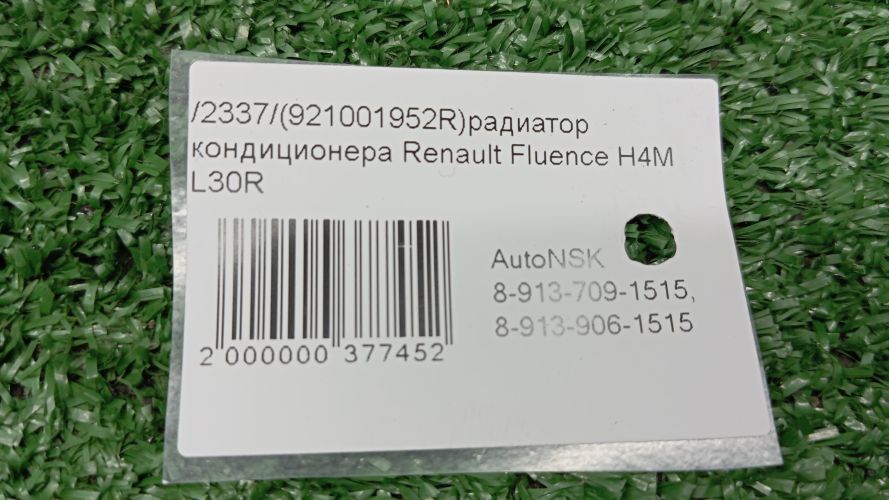 /2337/(921001952R)радиатор
кондиционера Renault Fluence H4M
L30R
AutoNSK
8-913-709-1515,
8-913-906-1515
2 000000 377452